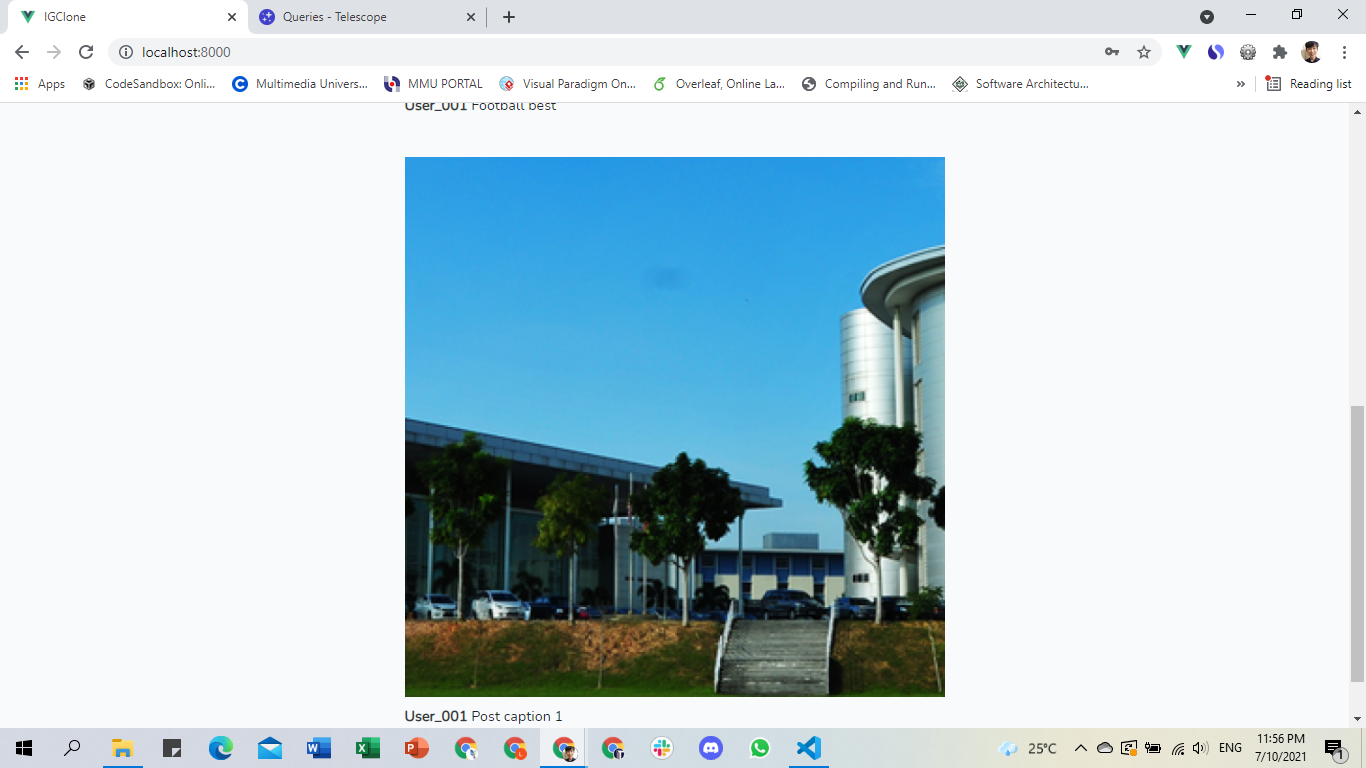 IGClone
Queries - Telescope
localhost:8000
Apps
CodeSandbox: Onli...
Multimedia Univers...
MMU PORTAL
Visual Paradigm On...
Overleaf, Online La...
Compiling and Run...
Software Architectu...
»
Reading list
User_001 Football best
User_001 Post caption 1
25°C
ENG
11:56 PM
7/10/2021
1